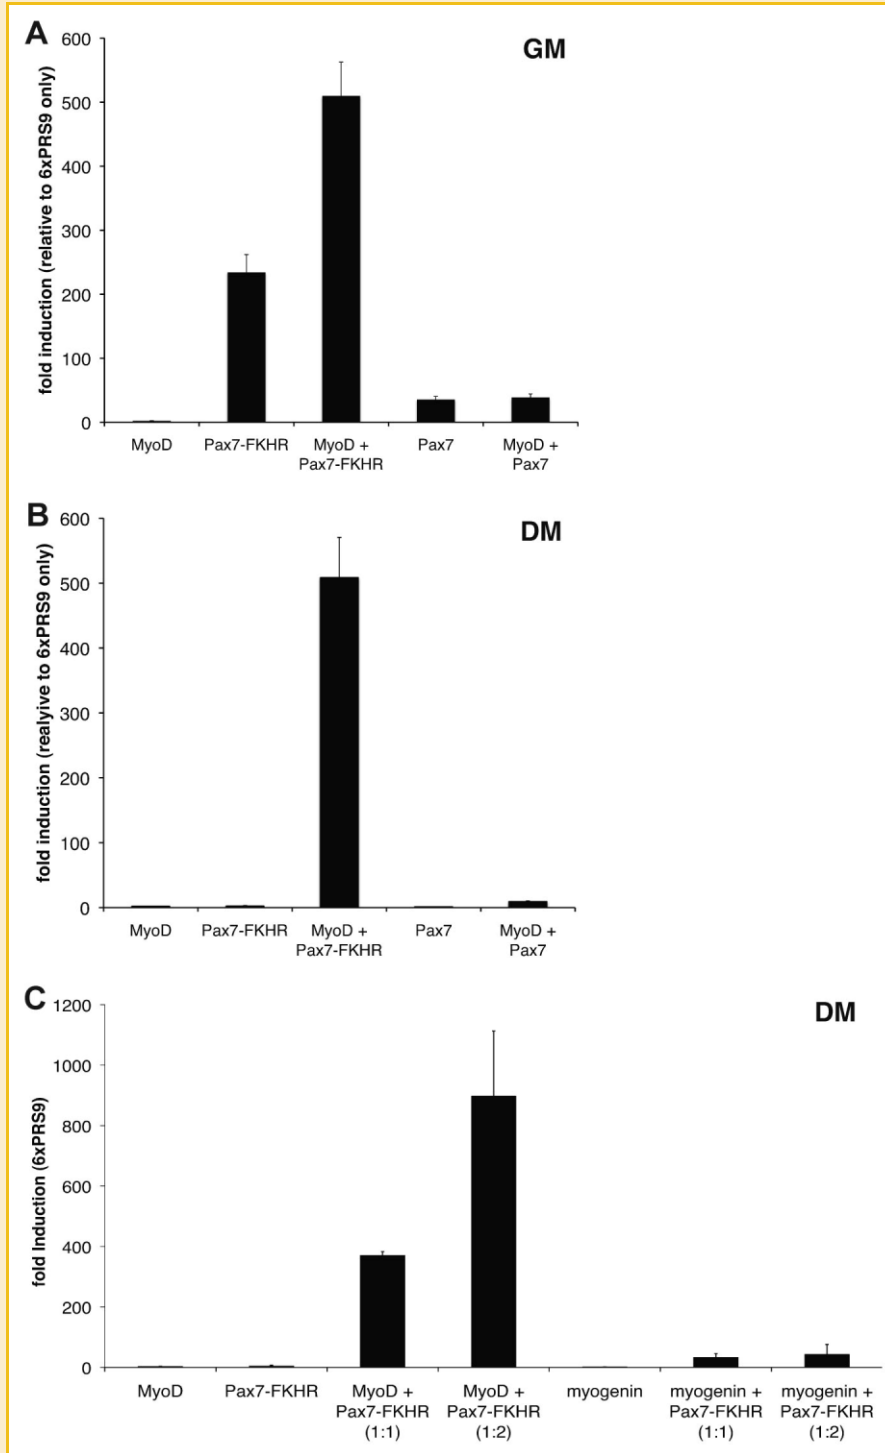 A
GM
fold induction (relative to 6xPRS9 only)
600
500
400
300
200
100
0
MyoD
Pax7-FKHR
MyoD +
Pax7-FKHR
Pax7
MyoD +
Pax7
B
DM
fold induction (realyive to 6xPRS9 only)
600
500
400
300
200
100
0
MyoD
Pax7-FKHR
MyoD +
Pax7-FKHR
Pax7
MyoD +
Pax7
C
DM
fold Induction (6xPRS9)
1200
1000
800
600
400
200
0
MyoD
Pax7-FKHR
MyoD +
Pax7-FKHR
(1:1)
MyoD +
Pax7-FKHR
(1:2)
myogenin
myogenin +
Pax7-FKHR
(1:1)
myogenin +
Pax7-FKHR
(1:2)